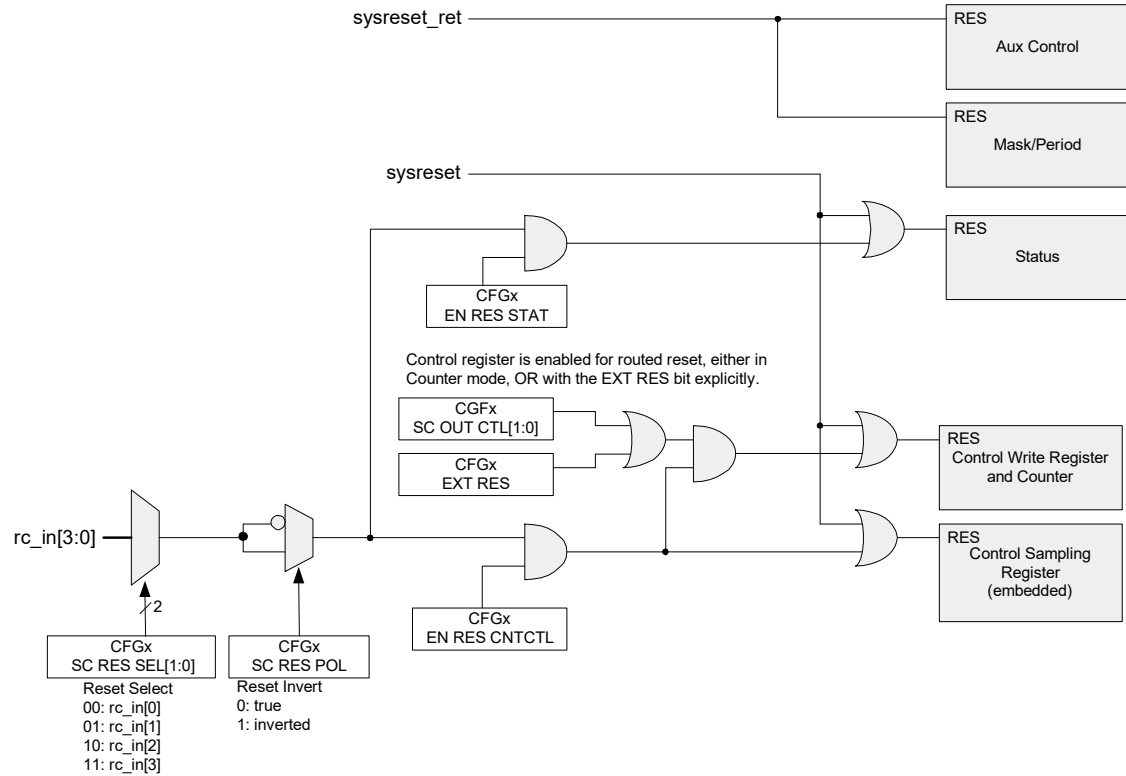 sysreset_ret
RES
Aux Control
RES
Mask/Period
sysreset
RES
Status
CFGx
EN RES STAT
Control register is enabled for routed reset, either in
Counter mode, OR with the EXT RES bit explicitly.
CGFx
SC OUT CTL[1:0]
CFGx
EXT RES
RES
Control Write Register
and Counter
rc_in[3:0]
RES
Control Sampling
Register
(embedded)
2
CFGx
EN RES CNTCTL
CFGx
SC RES SEL[1:0]
CFGx
SC RES POL
Reset Select
00: rc_in[0]
01: rc_in[1]
10: rc_in[2]
11: rc_in[3]
Reset Invert
0: true
1: inverted